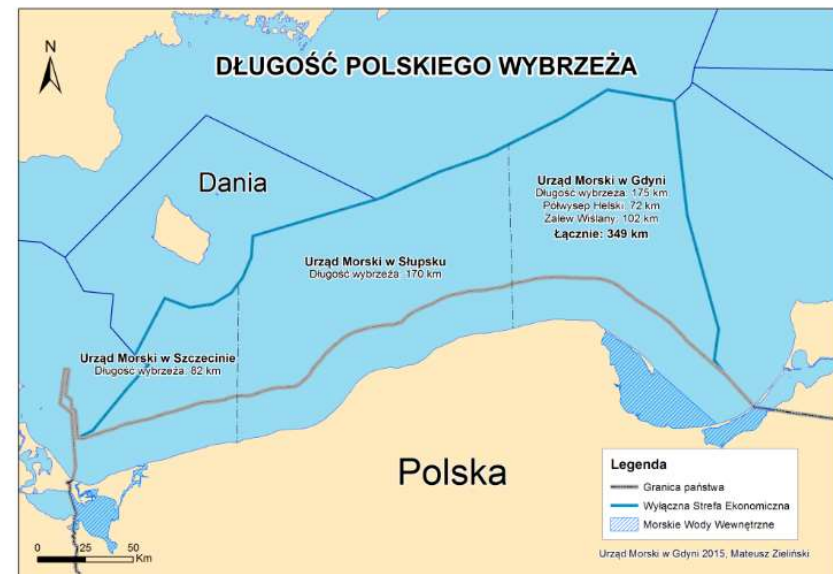 N
DŁUGOŚĆ POLSKIEGO WYBRZEŻA
Dania
Urząd Morski w Gdyni
Długość wybrzeża: 175 km
Półwysep Helski: 72 km
Zalew Wiślany: 102 km
Łącznie: 349 km
Urząd Morski w Słupsku
Długość wybrzeża: 170 km
Urząd Morski w Szczecinie
Długość wybrzeża: 82 km
Polska
Legenda
Granica państwa
Wyłączna Strefa Ekonomiczna
Morskie Wody Wewnętrzne
0 25 50
Km
Urząd Morski w Gdyni 2015, Mateusz Zieliński